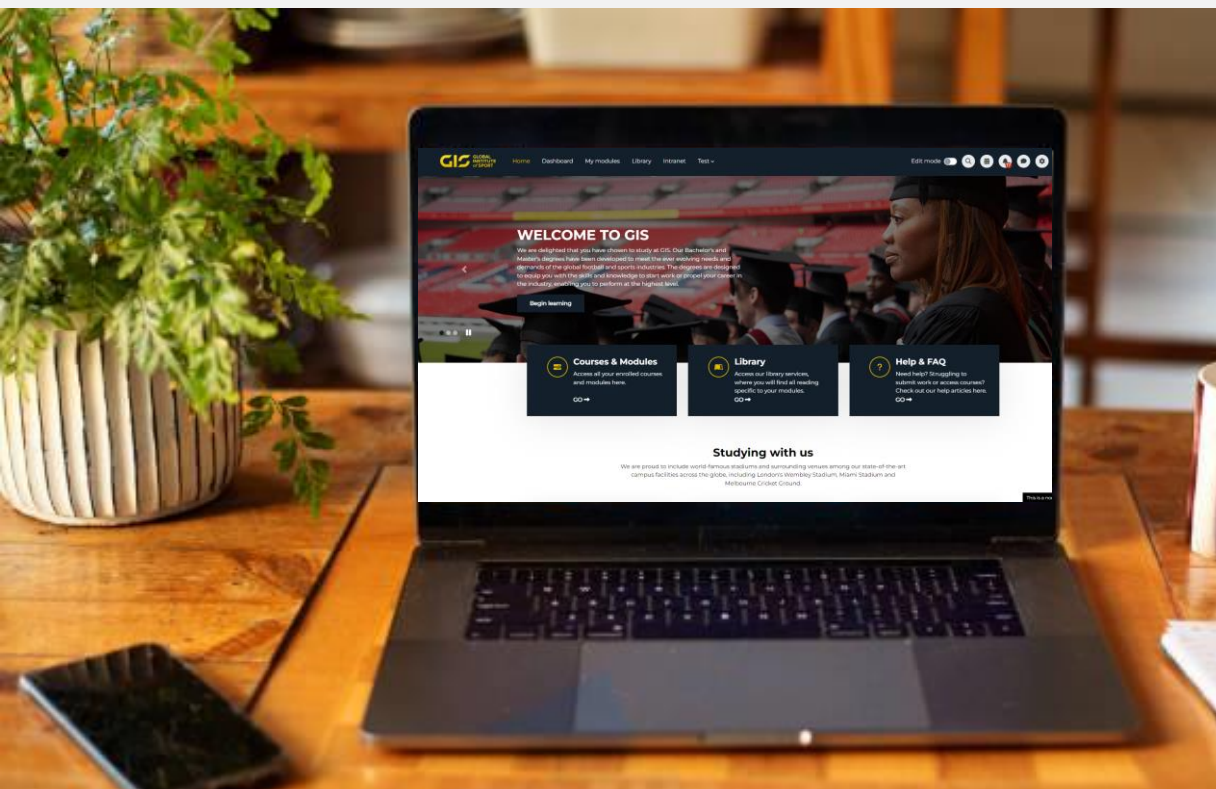 GIS GLOBAL
INSTITUTE
OF SPORT
Home Dashboard My modules Library Intranet Test
Edit mode
WELCOME TO GIS
We are delighted that you have chosen to study at GIS. Our Bachelor's and
Master's degrees have been developed to meet the ever evolving needs and
demands of the global football and sports industries. The degrees are designed
to equip you with the skills and knowledge to start work or propel your career in
the industry, enabling you to perform at the highest level.
Begin learning
Courses & Modules
Access all your enrolled courses
and modules here.
GO
Library
Access our library services,
where you will find all reading
specific to your modules.
GO
Help & FAQ
Need help? Struggling to
submit work or access courses?
Check out our help articles here.
GO
Studying with us
We are proud to include world-famous stadiums and surrounding venues among our state-of-the-art
campus facilities across the globe, including London's Wembley Stadium, Miami Stadium and
Melbourne Cricket Ground.
This is a